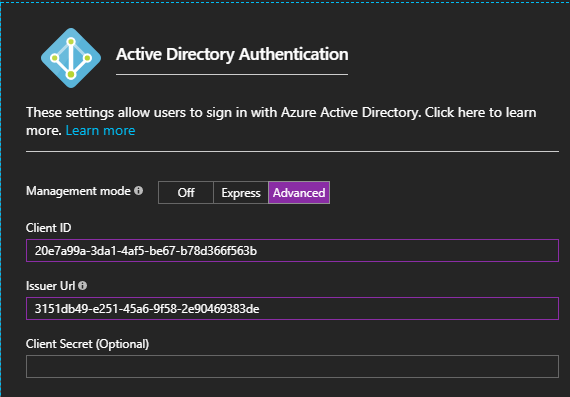 Active Directory Authentication
These settings allow users to sign in with Azure Active Directory. Click here to learn
more. Learn more
Management mode Off Express Advanced
Client ID
20e7a99a-3da1-4af5-be67-b78d366f563b
Issuer Url
3151db49-e251-45a6-9f58-2e90469383de
Client Secret (Optional)